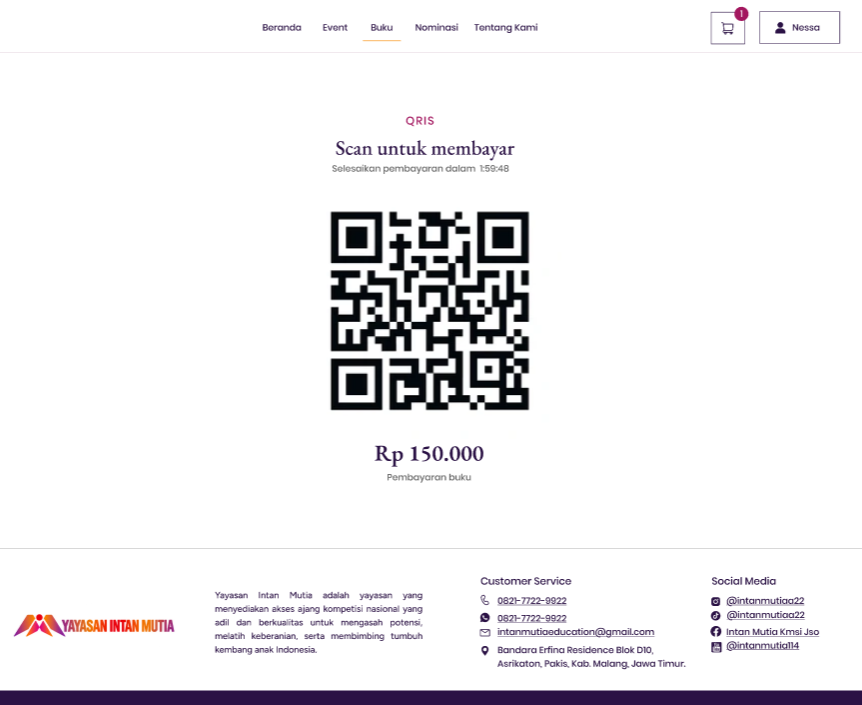 Beranda Event Buku Nominasi Tentang Kami
1
Nessa
QRIS
Scan untuk membayar
Selesaikan pembayaran dalam 1:59:48
Rp 150.000
Pembayaran buku
YAYASAN INTAN MUTIA
Yayasan Intan Mutia adalah yayasan yang
menyediakan akses ajang kompetisi nasional yang
adil dan berkualitas untuk mengasah potensi,
melatih keberanian, serta membimbing tumbuh
kembang anak Indonesia.
Customer Service
0821-7722-9922
0821-7722-9922
intanmutiaeducation@gmail.com
Bandara Erfina Residence Blok D10,
Asrikaton, Pakis, Kab. Malang, Jawa Timur.
Social Media
@intanmutiaa22
@intanmutiaa22
Intan Mutia Kmsi Jso
@intanmutia114